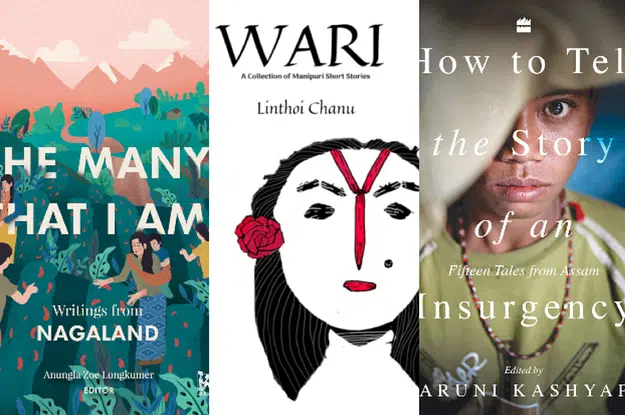 HE MANY
THAT I AM
Writings from
NAGALAND
Anungla Zoe Longkumer
EDITOR
WARI
A Collection of Manipuri Short Stories
Linthoi Chanu
How to Tel
the Story
of an
Fifteen Tales from Assam
Insurgency
Edited by
ARUNI KASHYAP